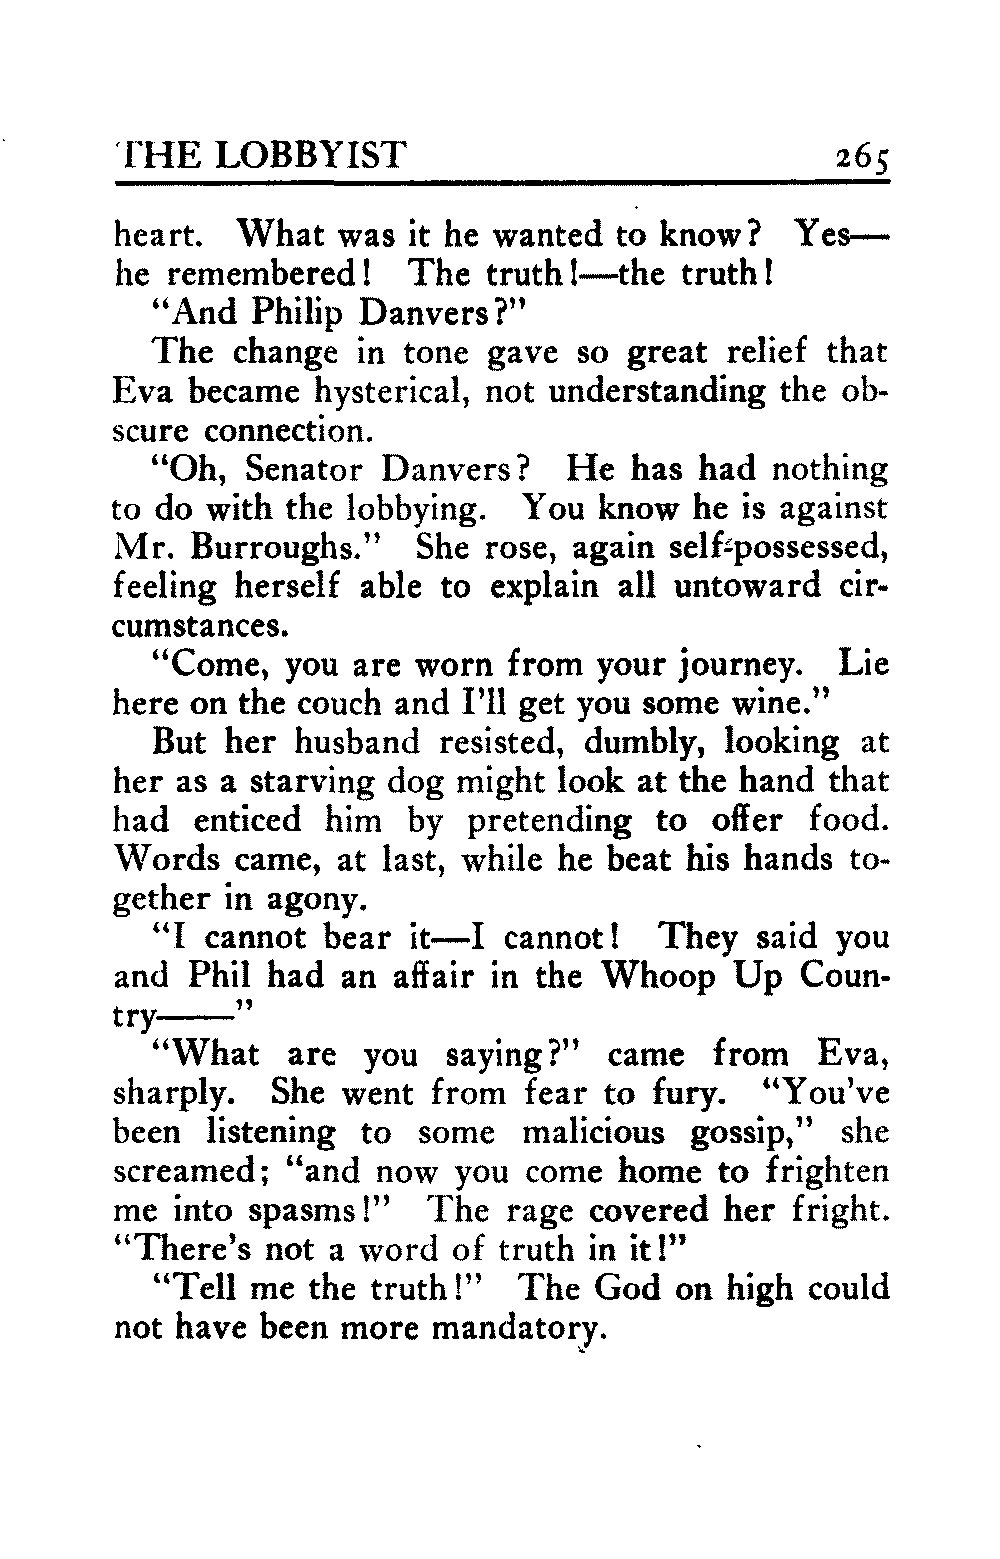 THE LOBBYIST 265
heart. What was it he wanted to know? Yes—
he remembered! The truth!—the truth!
“And Philip Danvers?”
The change in tone gave so great relief that
Eva became hysterical, not understanding the ob-
scure connection.
“Oh, Senator Danvers? He has had nothing
to do with the lobbying. You know he is against
Mr. Burroughs.” She rose, again self-possessed,
feeling herself able to explain all untoward cir-
cumstances.
“Come, you are worn from your journey. Lie
here on the couch and I’ll get you some wine.”
But her husband resisted, dumbly, looking at
her as a starving dog might look at the hand that
had enticed him by pretending to offer food.
Words came, at last, while he beat his hands to-
gether in agony.
“I cannot bear it—I cannot! They said you
and Phil had an affair in the Whoop Up Coun-
try——”
“What are you saying?” came from Eva,
sharply. She went from fear to fury. “You’ve
been listening to some malicious gossip,” she
screamed; “and now you come home to frighten
me into spasms!” The rage covered her fright.
“There’s not a word of truth in it!”
“Tell me the truth!” The God on high could
not have been more mandatory.